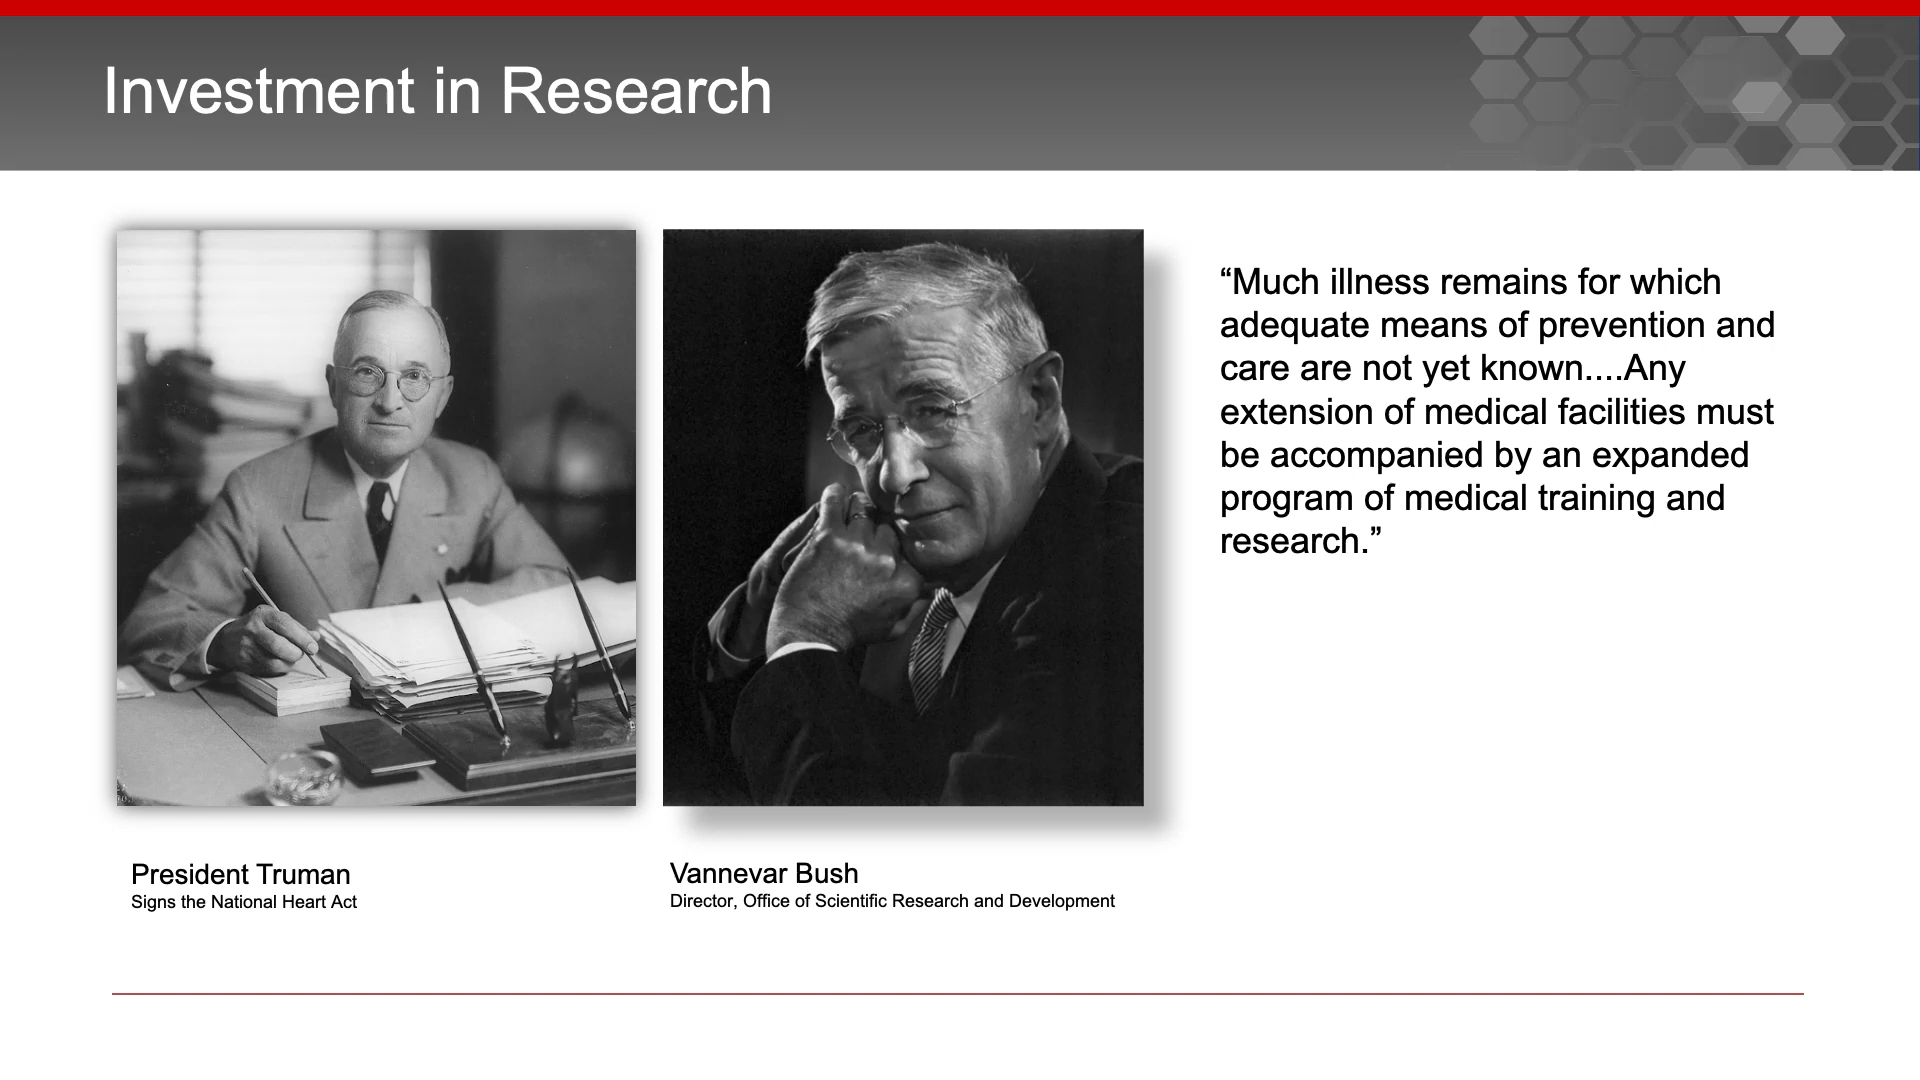 Investment in Research
“Much illness remains for which
adequate means of prevention and
care are not yet known....Any
extension of medical facilities must
be accompanied by an expanded
program of medical training and
research.”
President Truman
Signs the National Heart Act
Vannevar Bush
Director, Office of Scientific Research and Development